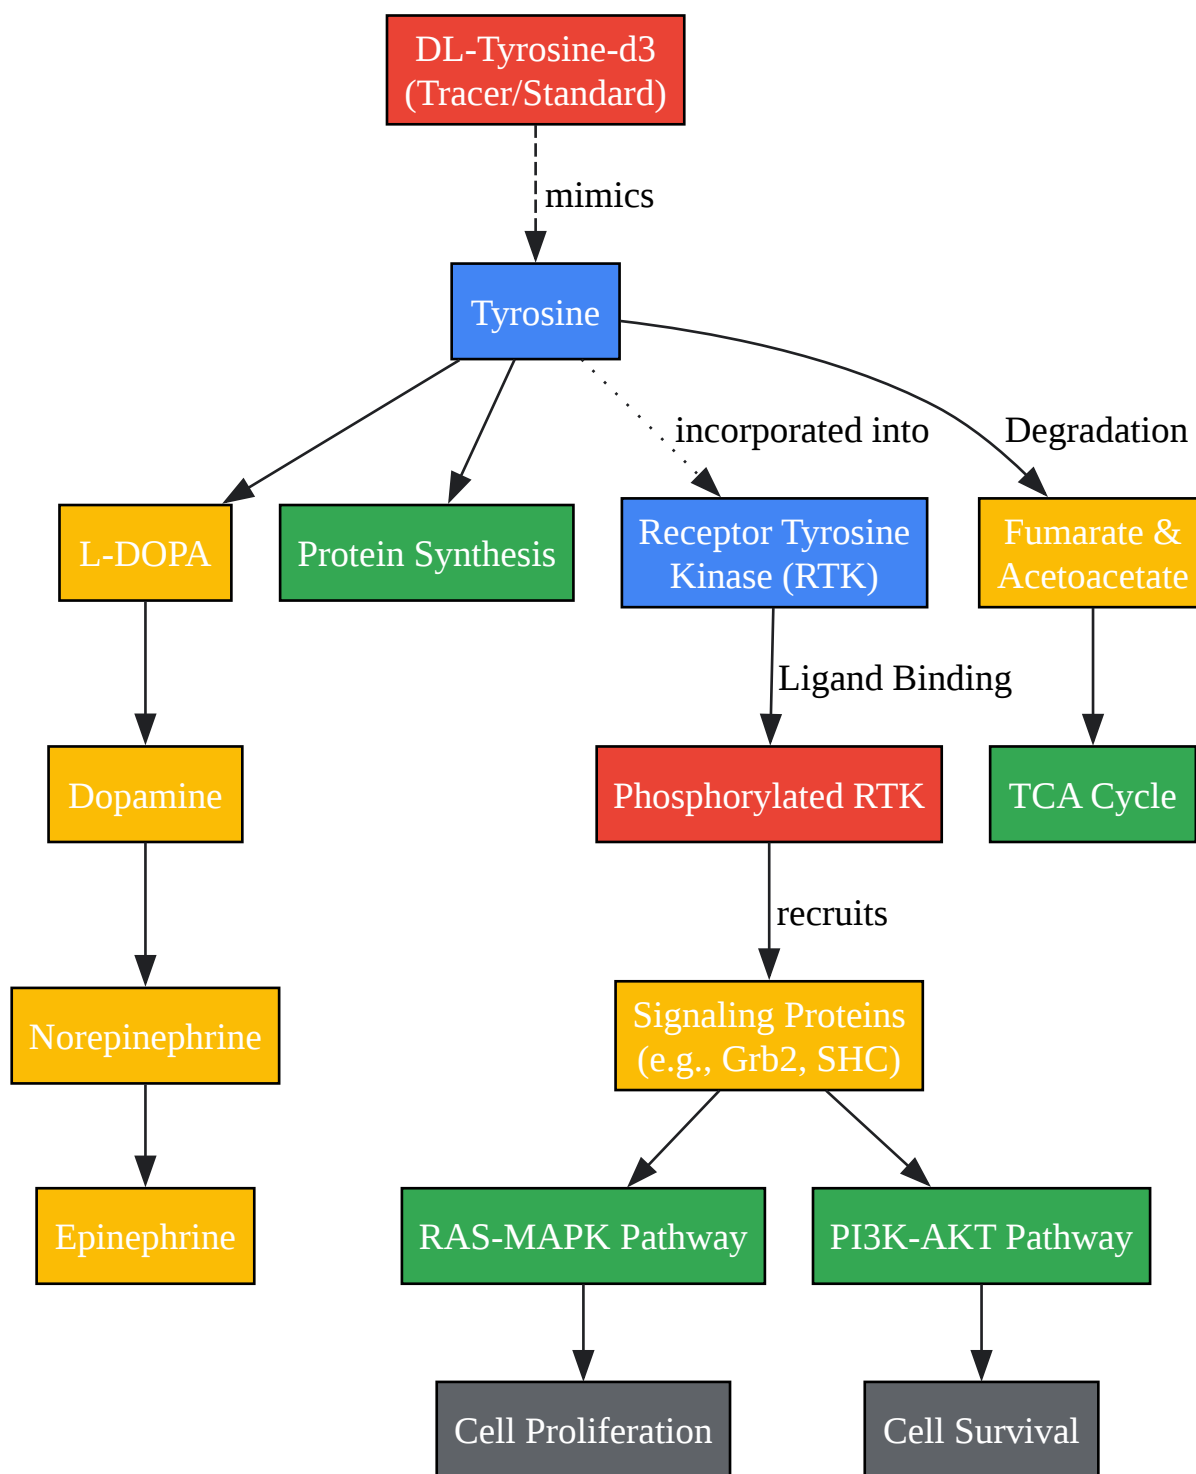 DL-Tyrosine-d3
(Tracer/Standard)
mimics
Tyrosine
incorporated into
Degradation
L-DOPA
Protein Synthesis
Receptor Tyrosine
Kinase (RTK)
Fumarate &
Acetoacetate
Ligand Binding
Dopamine
Phosphorylated RTK
TCA Cycle
recruits
Norepinephrine
Signaling Proteins
(e.g., Grb2, SHC)
Epinephrine
RAS-MAPK Pathway
PI3K-AKT Pathway
Cell Proliferation
Cell Survival